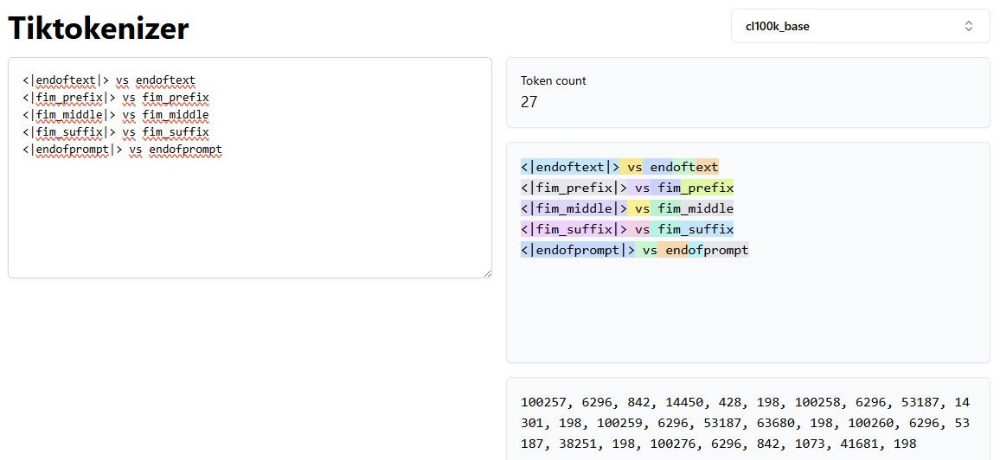 Tiktokenizer
cl100k_base
<|endoftext|> vs endoftext
<|fim_prefix|> vs fim_prefix
<|fim_middle|> vs fim_middle
<|fim_suffix|> vs fim_suffix
<|endofprompt|> vs endofprompt
Token count
27
<|endoftext|> vs endoftext
<|fim_prefix|> vs fim_prefix
<|fim_middle|> vs fim_middle
<|fim_suffix|> vs fim_suffix
<|endofprompt|> vs endofprompt
100257, 6296, 842, 14450, 428, 198, 100258, 6296, 53187, 14
301, 198, 100259, 6296, 53187, 63680, 198, 100260, 6296, 53
187, 38251, 198, 100276, 6296, 842, 1073, 41681, 198